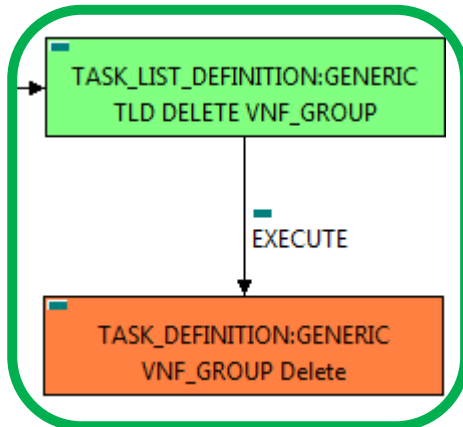 TASK_LIST_DEFINITION:GENERIC
TLD DELETE VNF_GROUP
EXECUTE
TASK_DEFINITION:GENERIC
VNF_GROUP Delete